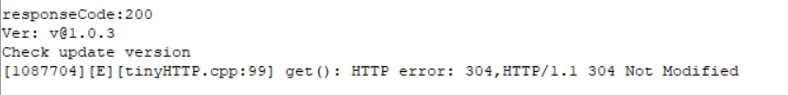 responseCode:200
Ver: v@1.0.3
Check update version
[1087704][E][tinyHTTP.cpp:99] get(): HTTP error: 304,HTTP/1.1 304 Not Modified